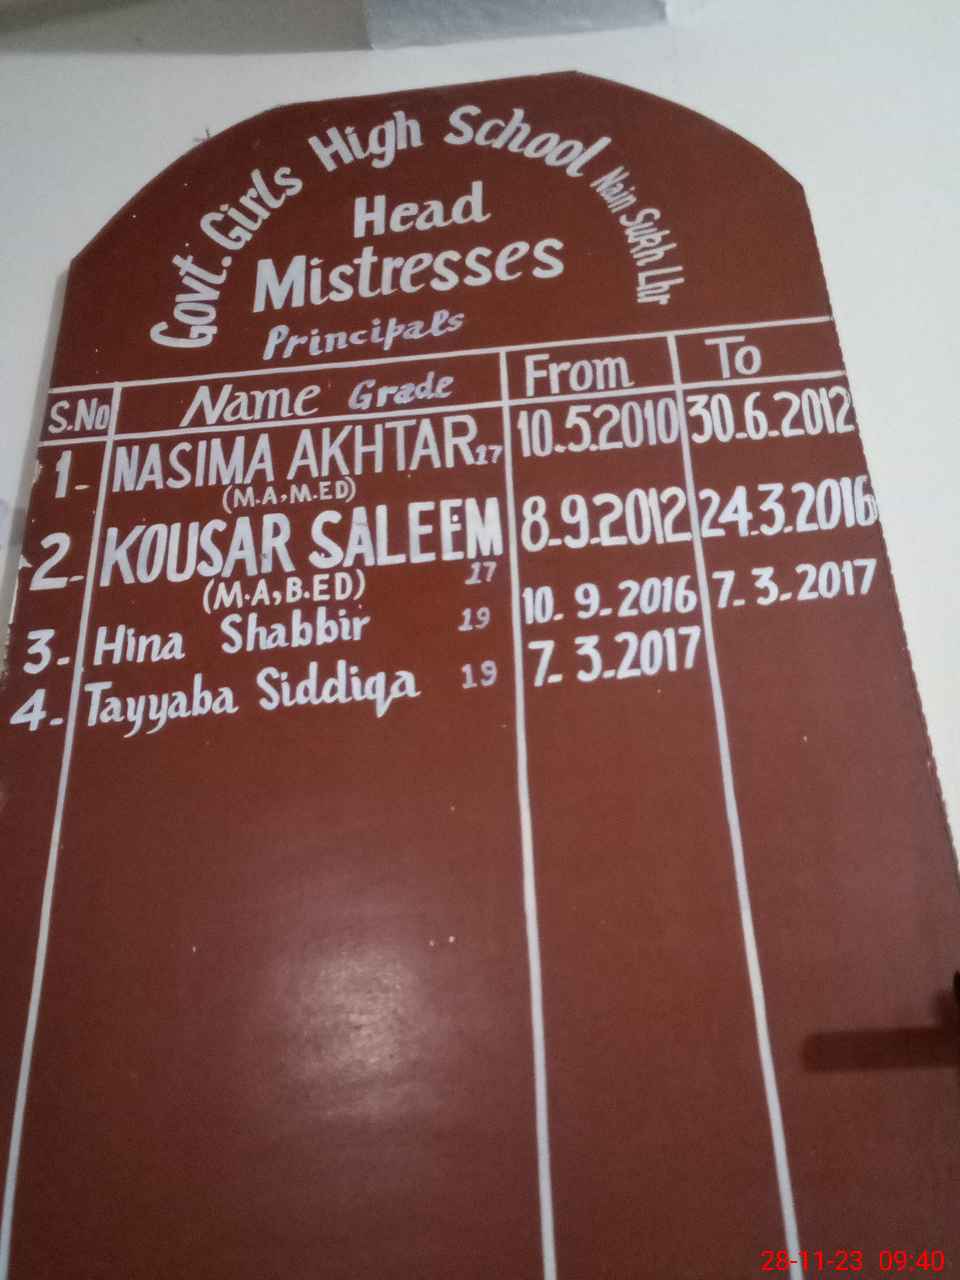 Govt. Girls High School Nain Sukh Lhr
Head
Mistresses
Principals
S.No Name Grade From To
1- NASIMA AKHTAR 17 10.5.2010 30.6.2012
(M.A,M.ED)
2- KOUSAR SALEEM 8.9.2012 24.3.2016
(M.A,B.ED) 17
3- Hina Shabbir 19 10.9.2016 7.3.2017
4- Tayyaba Siddiqa 19 7.3.2017
28-11-23 09:40